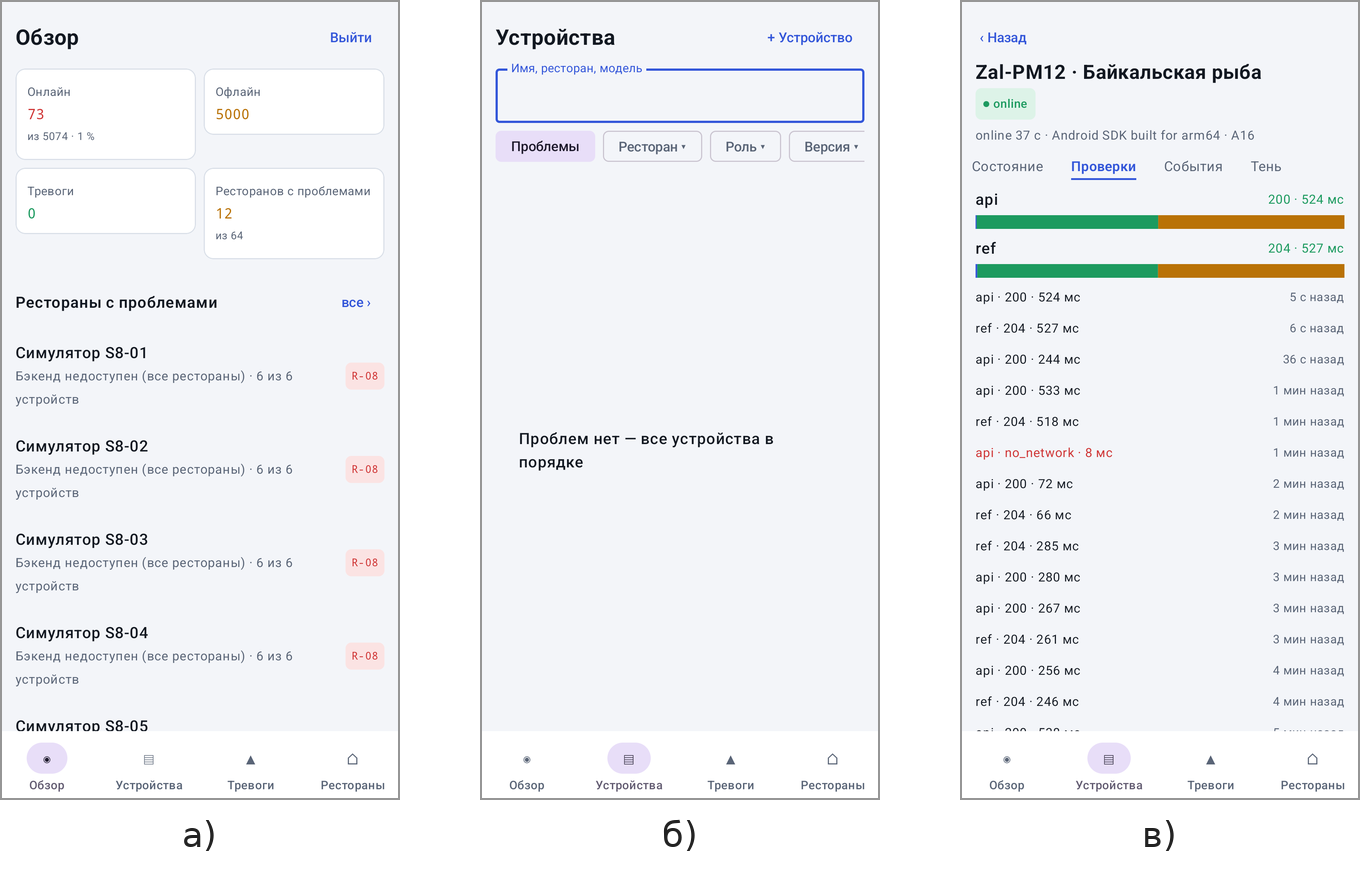 Обзор
Выйти
Онлайн
73
из 5074 · 1 %
Офлайн
5000
Тревоги
0
Ресторанов с проблемами
12
из 64
Рестораны с проблемами
все ›
Симулятор S8-01
Бэкенд недоступен (все рестораны) · 6 из 6
устройств
R-08
Симулятор S8-02
Бэкенд недоступен (все рестораны) · 6 из 6
устройств
R-08
Симулятор S8-03
Бэкенд недоступен (все рестораны) · 6 из 6
устройств
R-08
Симулятор S8-04
Бэкенд недоступен (все рестораны) · 6 из 6
устройств
R-08
Симулятор S8-05
Обзор
Устройства
Тревоги
Рестораны
а)
Устройства
+ Устройство
Имя, ресторан, модель
Проблемы
Ресторан ▾
Роль ▾
Версия ▾
Проблем нет — все устройства в
порядке
Обзор
Устройства
Тревоги
Рестораны
б)
‹ Назад
Zal-PM12 · Байкальская рыба
● online
online 37 с · Android SDK built for arm64 · A16
Состояние
Проверки
События
Тень
api
200 · 524 мс
ref
204 · 527 мс
api · 200 · 524 мс
5 с назад
ref · 204 · 527 мс
6 с назад
api · 200 · 244 мс
36 с назад
api · 200 · 533 мс
1 мин назад
ref · 204 · 518 мс
1 мин назад
api · no_network · 8 мс
1 мин назад
api · 200 · 72 мс
2 мин назад
ref · 204 · 66 мс
2 мин назад
ref · 204 · 285 мс
3 мин назад
api · 200 · 280 мс
3 мин назад
api · 200 · 267 мс
3 мин назад
ref · 204 · 261 мс
3 мин назад
api · 200 · 256 мс
4 мин назад
ref · 204 · 246 мс
4 мин назад
Обзор
Устройства
Тревоги
Рестораны
в)